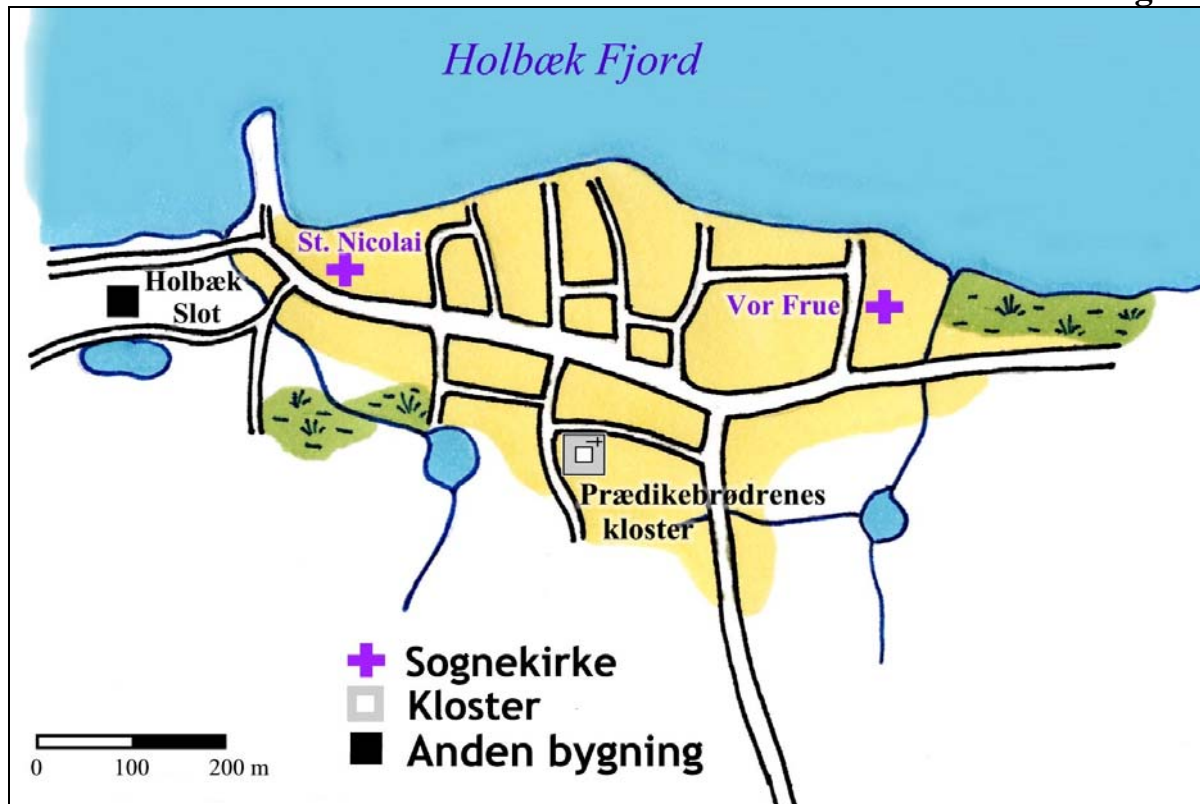 g
Holbæk Fjord
St. Nicolai
Holbæk
Slot
Vor Frue
Prædikebrødrenes
kloster
Sognekirke
Kloster
Anden bygning
0 100 200 m